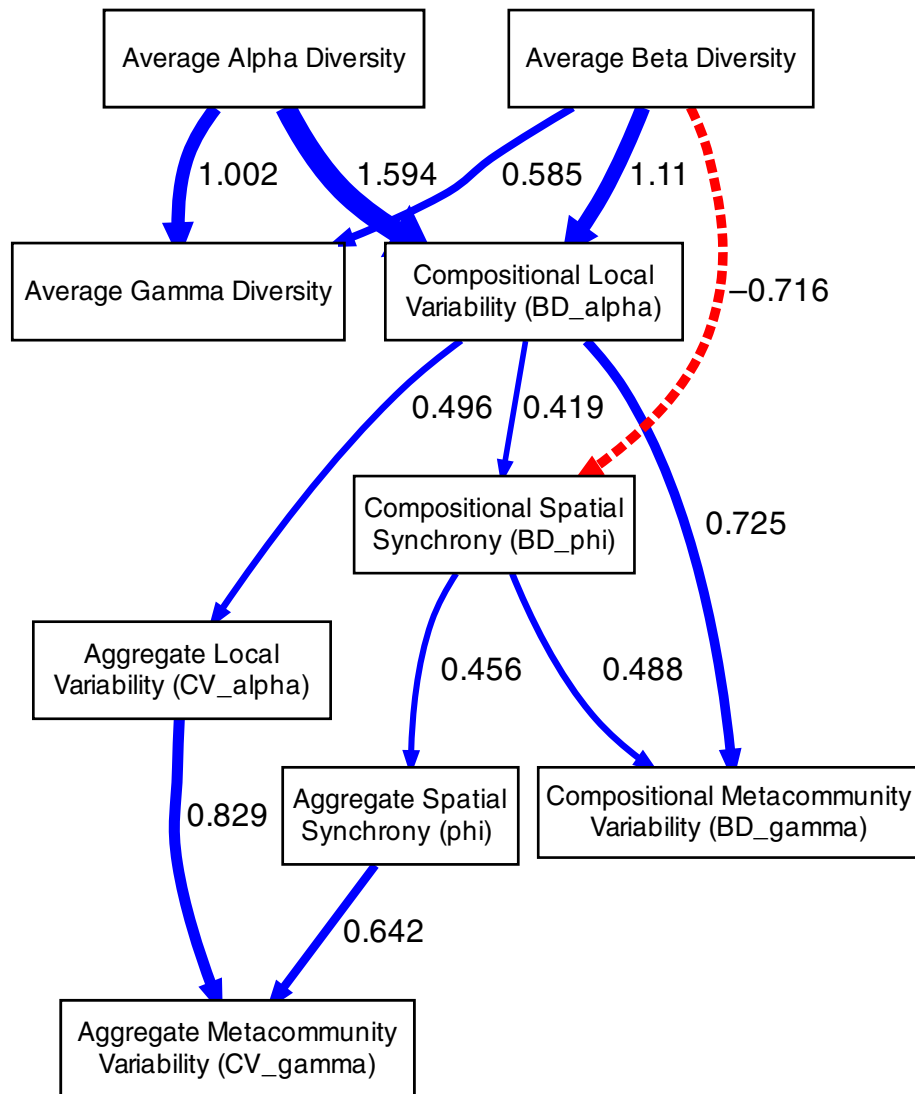 Average Alpha Diversity
Average Beta Diversity
1.002
1.594
0.585
1.11
Average Gamma Diversity
Compositional Local
Variability (BD_alpha)
–0.716
0.496
0.419
Compositional Spatial
Synchrony (BD_phi)
0.725
Aggregate Local
Variability (CV_alpha)
0.456
0.488
Aggregate Spatial
Synchrony (phi)
Compositional Metacommunity
Variability (BD_gamma)
0.829
0.642
Aggregate Metacommunity
Variability (CV_gamma)